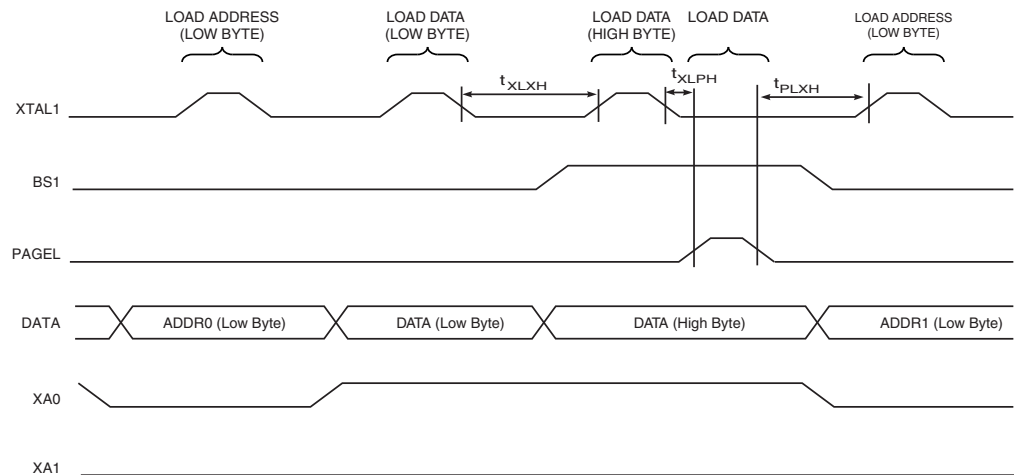 LOAD ADDRESS
(LOW BYTE)
LOAD DATA
(LOW BYTE)
LOAD DATA
(HIGH BYTE)
LOAD DATA
LOAD ADDRESS
(LOW BYTE)
tXLXH
tXLPH
tPLXH
XTAL1
BS1
PAGEL
DATA
ADDR0 (Low Byte)
DATA (Low Byte)
DATA (High Byte)
ADDR1 (Low Byte)
XA0
XA1